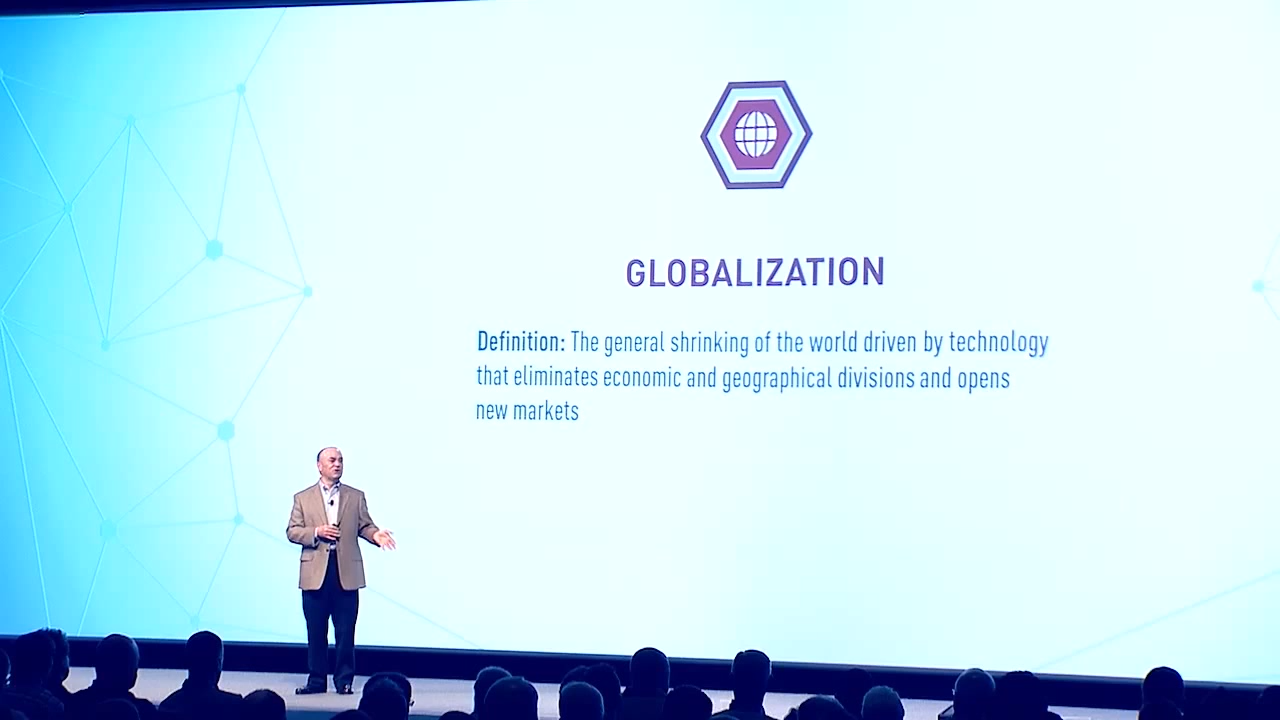 GLOBALIZATION
Definition: The general shrinking of the world driven by technology
that eliminates economic and geographical divisions and opens
new markets